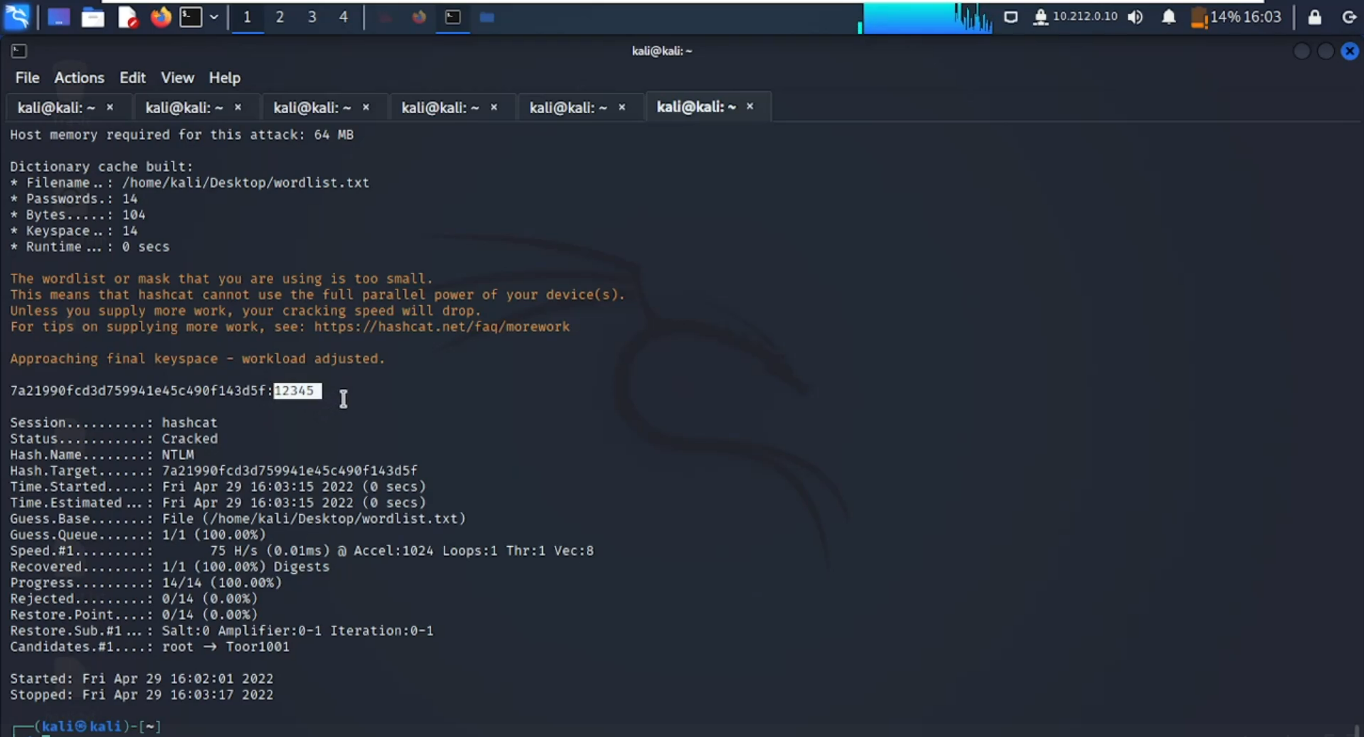 1 2 3 4 10.212.0.10 14% 16:03
kali@kali: ~
File Actions Edit View Help
kali@kali: ~ × kali@kali: ~ × kali@kali: ~ × kali@kali: ~ × kali@kali: ~ × kali@kali: ~ ×
Host memory required for this attack: 64 MB
Dictionary cache built:
* Filename..: /home/kali/Desktop/wordlist.txt
* Passwords.: 14
* Bytes.....: 104
* Keyspace..: 14
* Runtime...: 0 secs
The wordlist or mask that you are using is too small.
This means that hashcat cannot use the full parallel power of your device(s).
Unless you supply more work, your cracking speed will drop.
For tips on supplying more work, see: https://hashcat.net/faq/morework
Approaching final keyspace - workload adjusted.
7a21990fcd3d759941e45c490f143d5f:12345
Session..........: hashcat
Status...........: Cracked
Hash.Name........: NTLM
Hash.Target......: 7a21990fcd3d759941e45c490f143d5f
Time.Started.....: Fri Apr 29 16:03:15 2022 (0 secs)
Time.Estimated...: Fri Apr 29 16:03:15 2022 (0 secs)
Guess.Base.......: File (/home/kali/Desktop/wordlist.txt)
Guess.Queue......: 1/1 (100.00%)
Speed.#1.........: 75 H/s (0.01ms) @ Accel:1024 Loops:1 Thr:1 Vec:8
Recovered........: 1/1 (100.00%) Digests
Progress.........: 14/14 (100.00%)
Rejected.........: 0/14 (0.00%)
Restore.Point....: 0/14 (0.00%)
Restore.Sub.#1...: Salt:0 Amplifier:0-1 Iteration:0-1
Candidates.#1....: root → Toor1001
Started: Fri Apr 29 16:02:01 2022
Stopped: Fri Apr 29 16:03:17 2022
┌──(kali㉿kali)-[~]